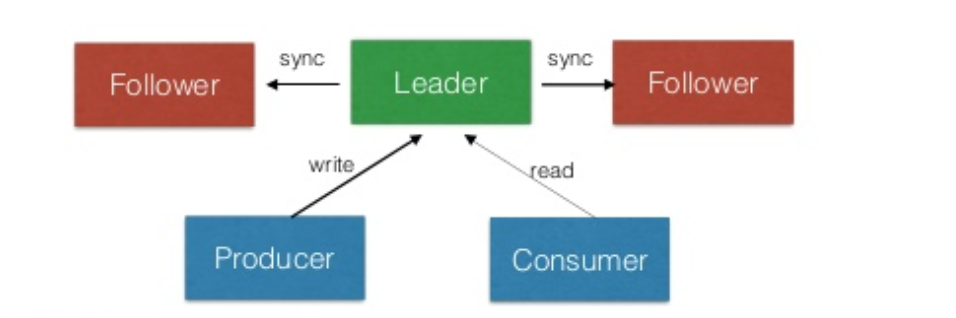 sync
sync
Follower
Leader
Follower
write
read
Producer
Consumer